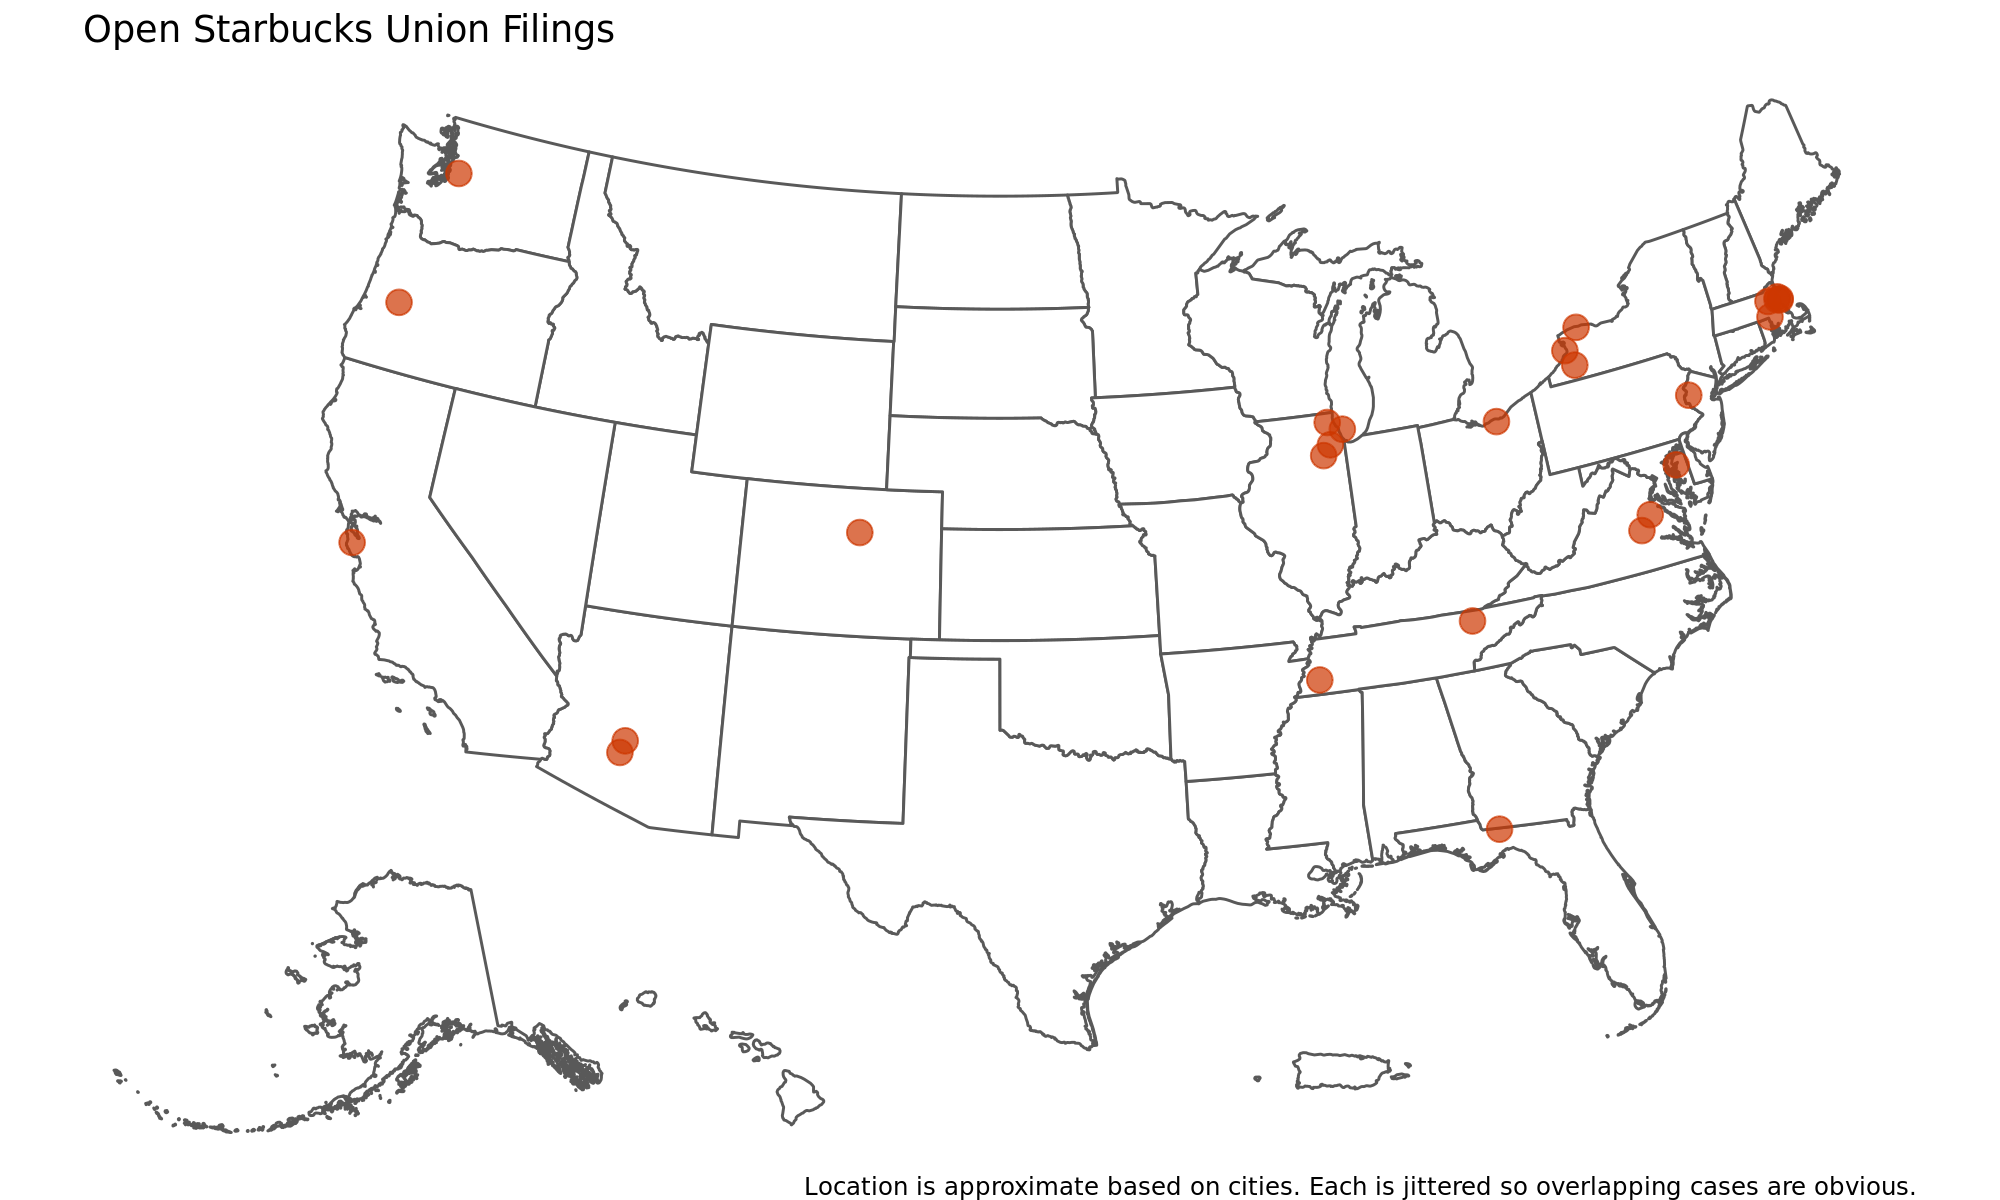 Open Starbucks Union Filings
Location is approximate based on cities. Each is jittered so overlapping cases are obvious.